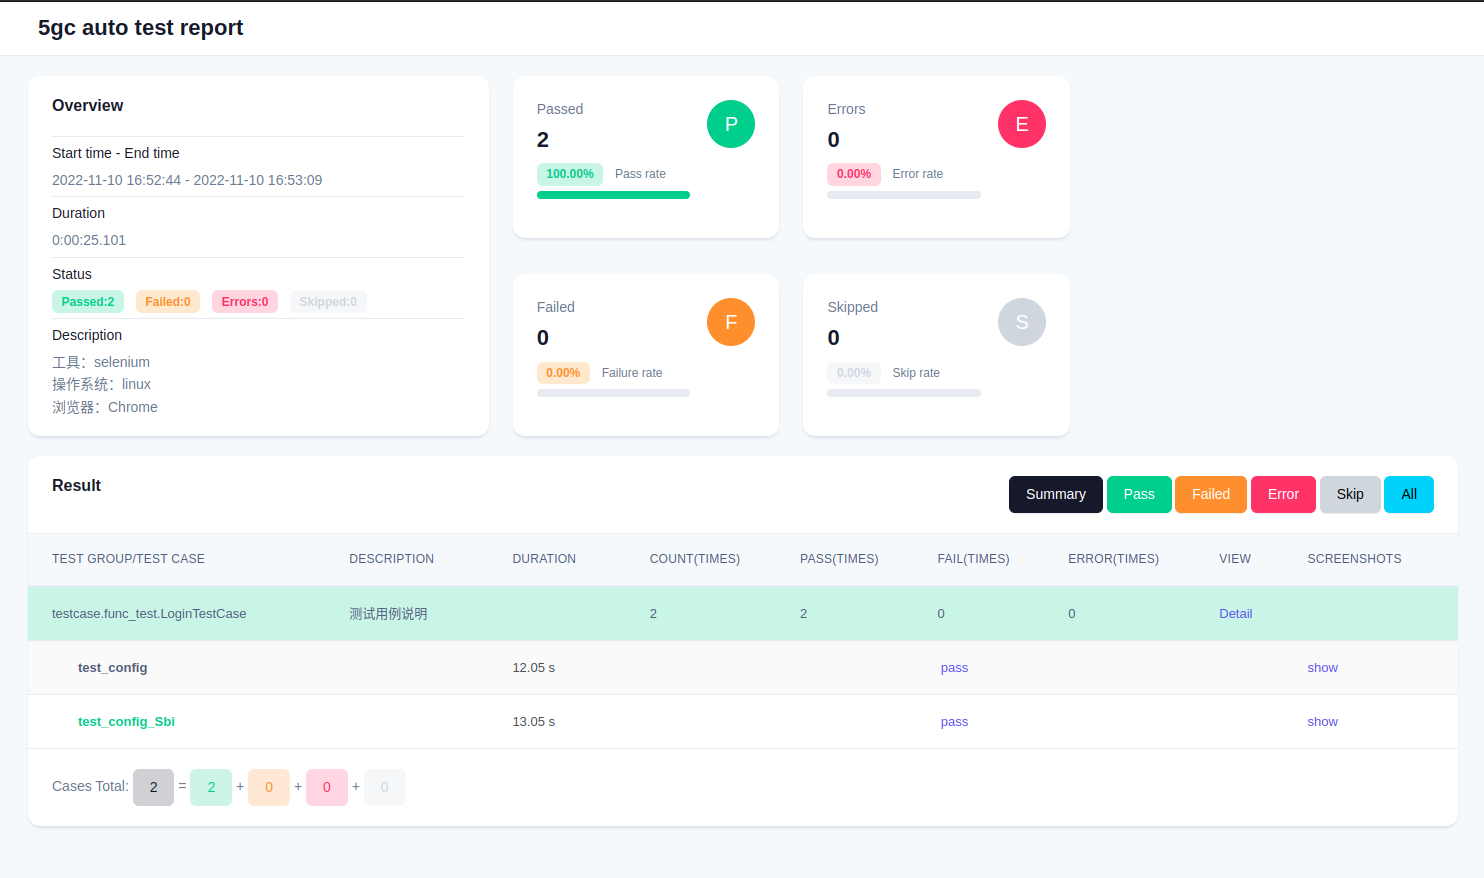 5gc auto test report
Overview
Start time - End time
2022-11-10 16:52:44 - 2022-11-10 16:53:09
Duration
0:00:25.101
Status
Passed:2 Failed:0 Errors:0 Skipped:0
Description
工具：selenium
操作系统：linux
浏览器：Chrome
Passed
2
P
100.00% Pass rate
Errors
0
E
0.00% Error rate
Failed
0
F
0.00% Failure rate
Skipped
0
S
0.00% Skip rate
Result
Summary Pass Failed Error Skip All
TEST GROUP/TEST CASE DESCRIPTION DURATION COUNT(TIMES) PASS(TIMES) FAIL(TIMES) ERROR(TIMES) VIEW SCREENSHOTS
testcase.func_test.LoginTestCase 测试用例说明 2 2 0 0 Detail
test_config 12.05 s pass show
test_config_Sbi 13.05 s pass show
Cases Total: 2 = 2 + 0 + 0 + 0